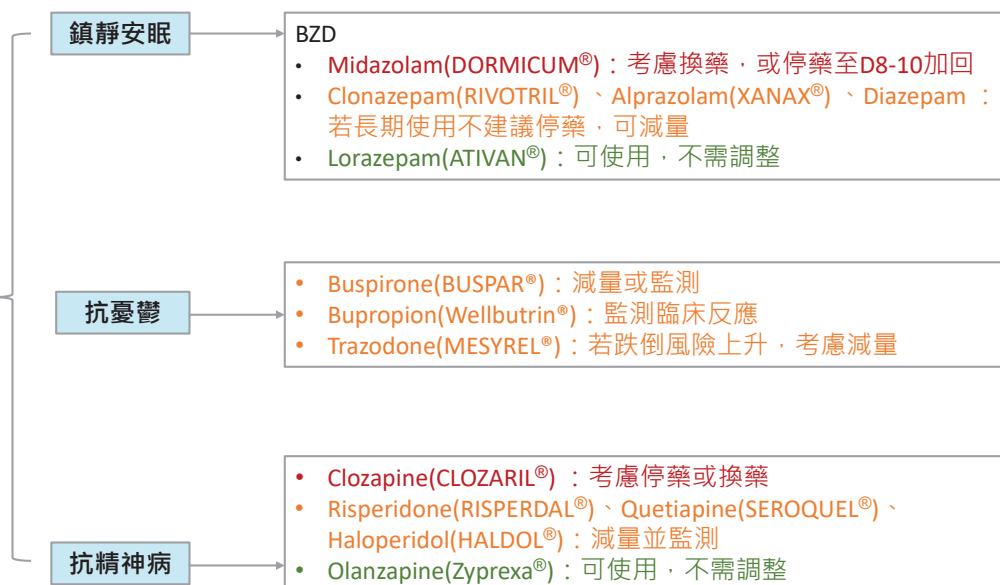 鎮靜安眠
BZD
• Midazolam(DORMICUM®)：考慮換藥，或停藥至D8-10加回
• Clonazepam(RIVOTRIL®) 、Alprazolam(XANAX®) 、Diazepam ：
若長期使用不建議停藥，可減量
• Lorazepam(ATIVAN®)：可使用，不需調整
抗憂鬱
• Buspirone(BUSPAR®)：減量或監測
• Bupropion(Wellbutrin®)：監測臨床反應
• Trazodone(MESYREL®)：若跌倒風險上升，考慮減量
抗精神病
• Clozapine(CLOZARIL®) ：考慮停藥或換藥
• Risperidone(RISPERDAL®)、Quetiapine(SEROQUEL®)、
Haloperidol(HALDOL®)：減量並監測
• Olanzapine(Zyprexa®)：可使用，不需調整